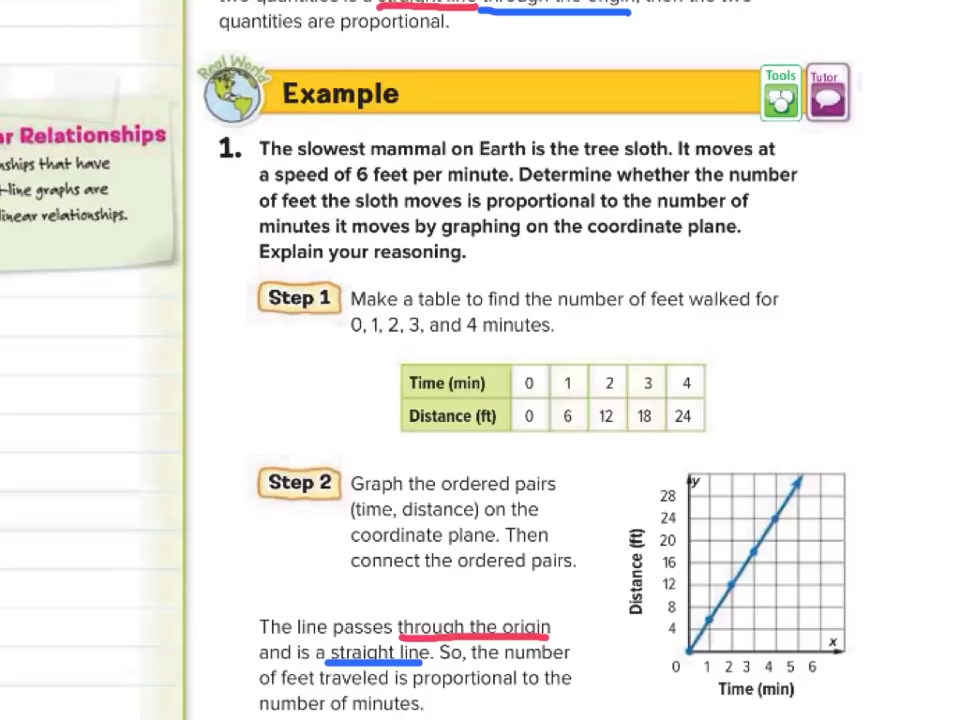 straight line through the origin, then the two
quantities are proportional.
Real World
Example
Tools
Tutor
ar Relationships
nships that have
t-line graphs are
linear relationships.
1. The slowest mammal on Earth is the tree sloth. It moves at
a speed of 6 feet per minute. Determine whether the number
of feet the sloth moves is proportional to the number of
minutes it moves by graphing on the coordinate plane.
Explain your reasoning.
Step 1 Make a table to find the number of feet walked for
0, 1, 2, 3, and 4 minutes.
Time (min) 0 1 2 3 4
Distance (ft) 0 6 12 18 24
Step 2 Graph the ordered pairs
(time, distance) on the
coordinate plane. Then
connect the ordered pairs.
The line passes through the origin
and is a straight line. So, the number
of feet traveled is proportional to the
number of minutes.
y
28
24
20
16
12
8
4
Distance (ft)
x
0 1 2 3 4 5 6
Time (min)